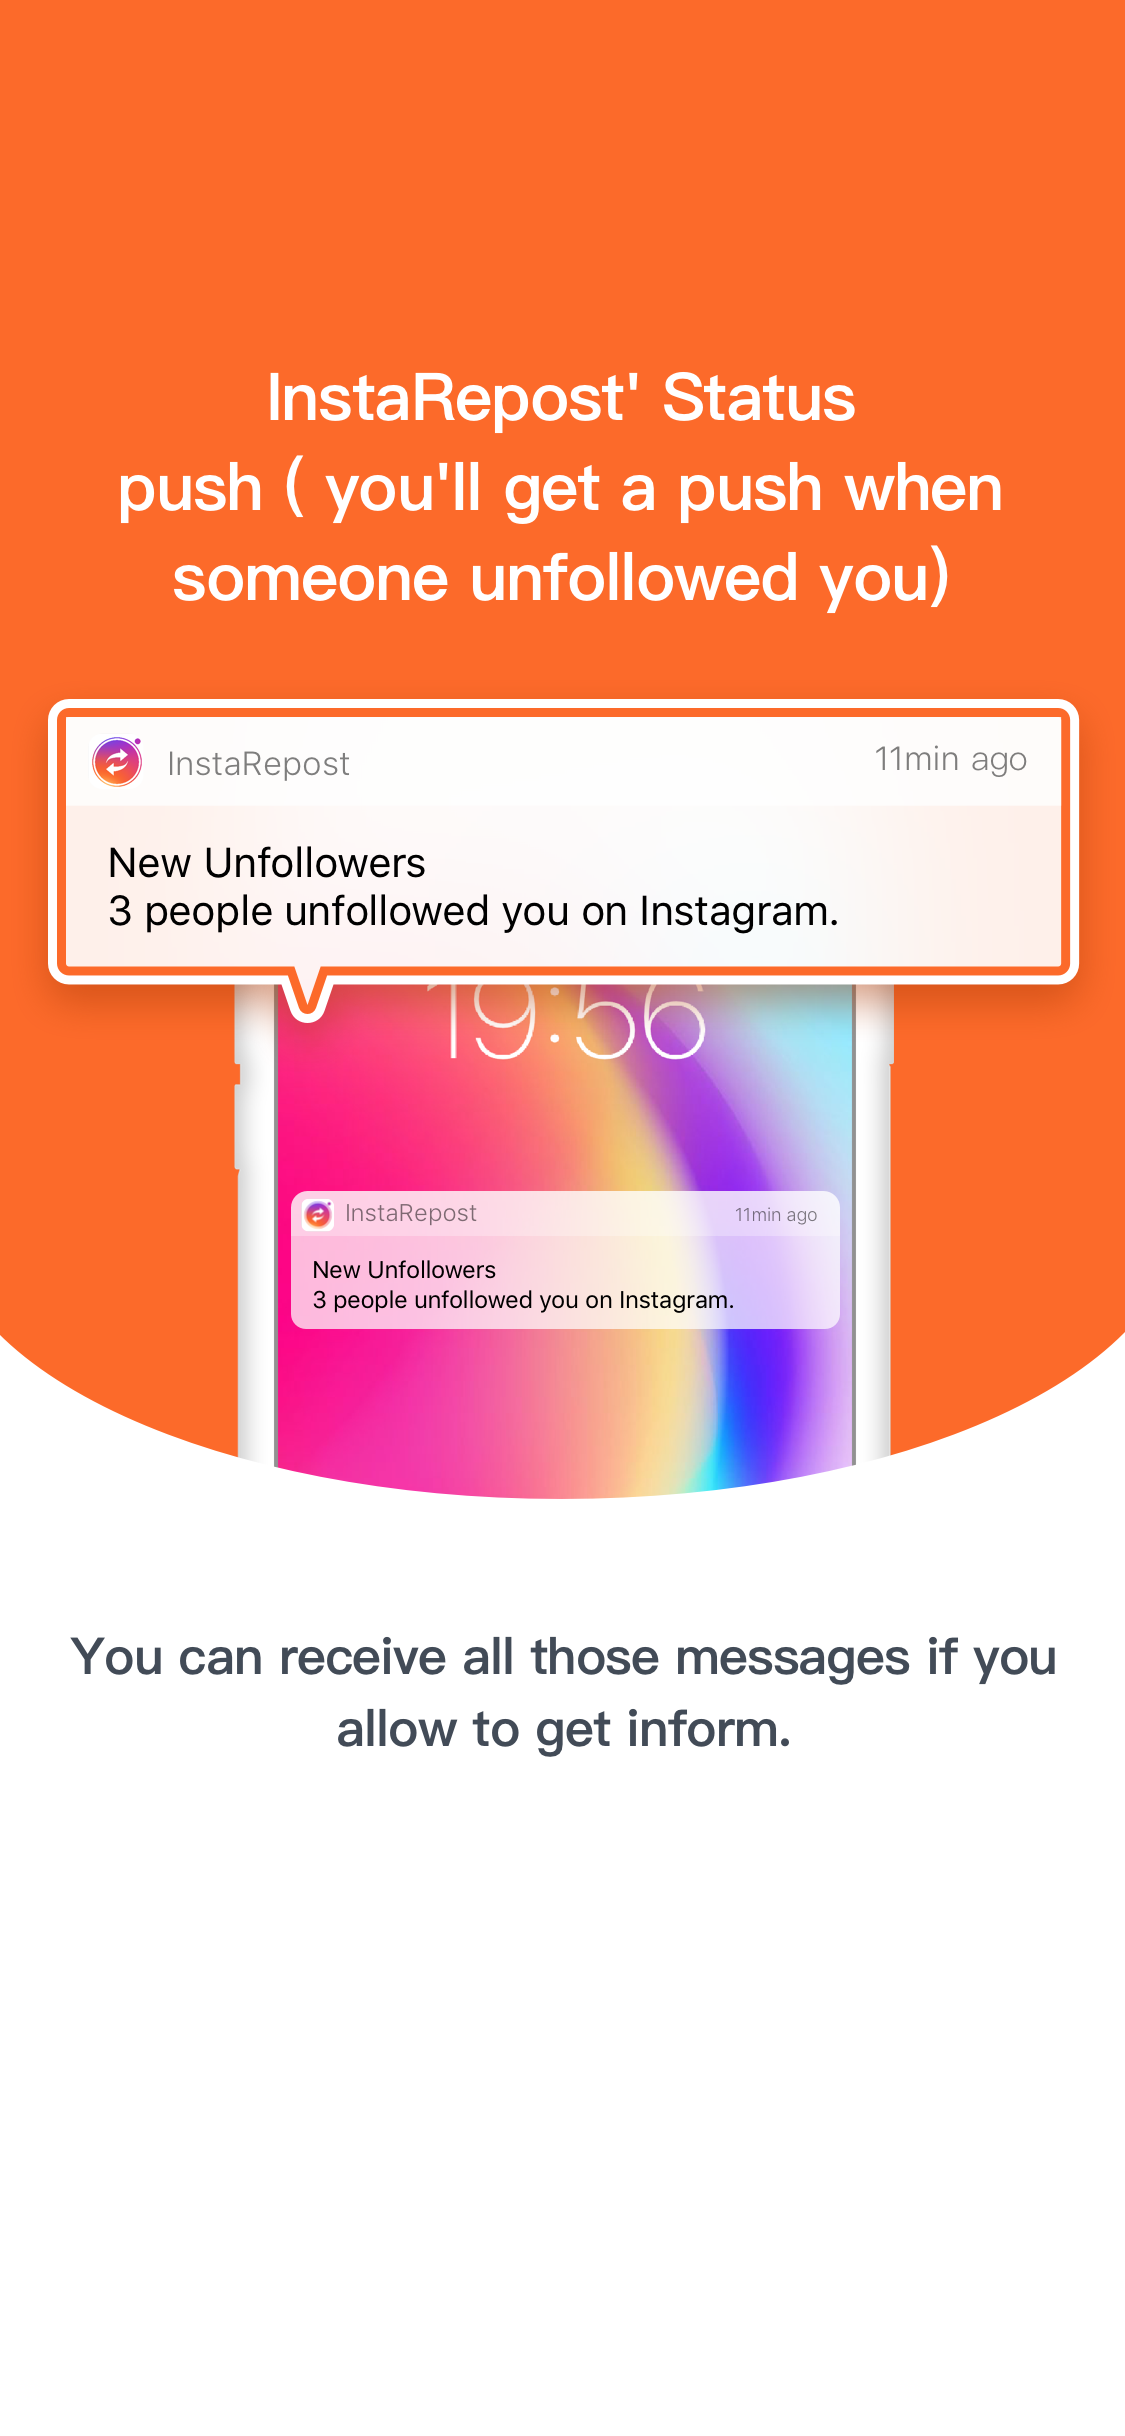 InstaRepost' Status
push ( you'll get a push when
someone unfollowed you)
InstaRepost 11min ago
New Unfollowers
3 people unfollowed you on Instagram.
19:56
InstaRepost 11min ago
New Unfollowers
3 people unfollowed you on Instagram.
You can receive all those messages if you
allow to get inform.